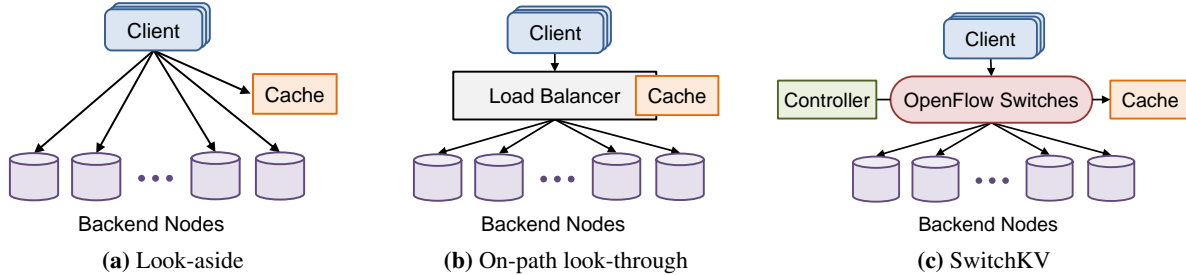 Client
Cache
Backend Nodes
(a) Look-aside
Client
Load Balancer
Cache
Backend Nodes
(b) On-path look-through
Client
Controller
OpenFlow Switches
Cache
Backend Nodes
(c) SwitchKV